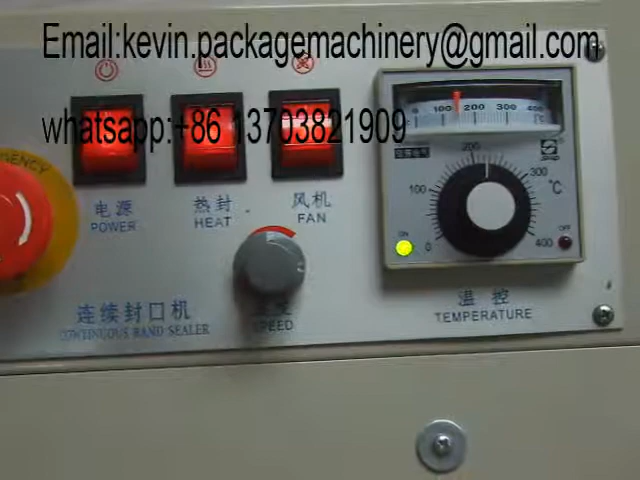 Email:kevin.packagemachinery@gmail.com
whatsapp:+86 13703821909
0 100 200 300 400
℃
200
100 300
℃
0 400
ON OFF
EMERGENCY
电源 热封 风机
POWER HEAT FAN
连续封口机
CONTINUOUS BAND SEALER
SPEED
温控
TEMPERATURE